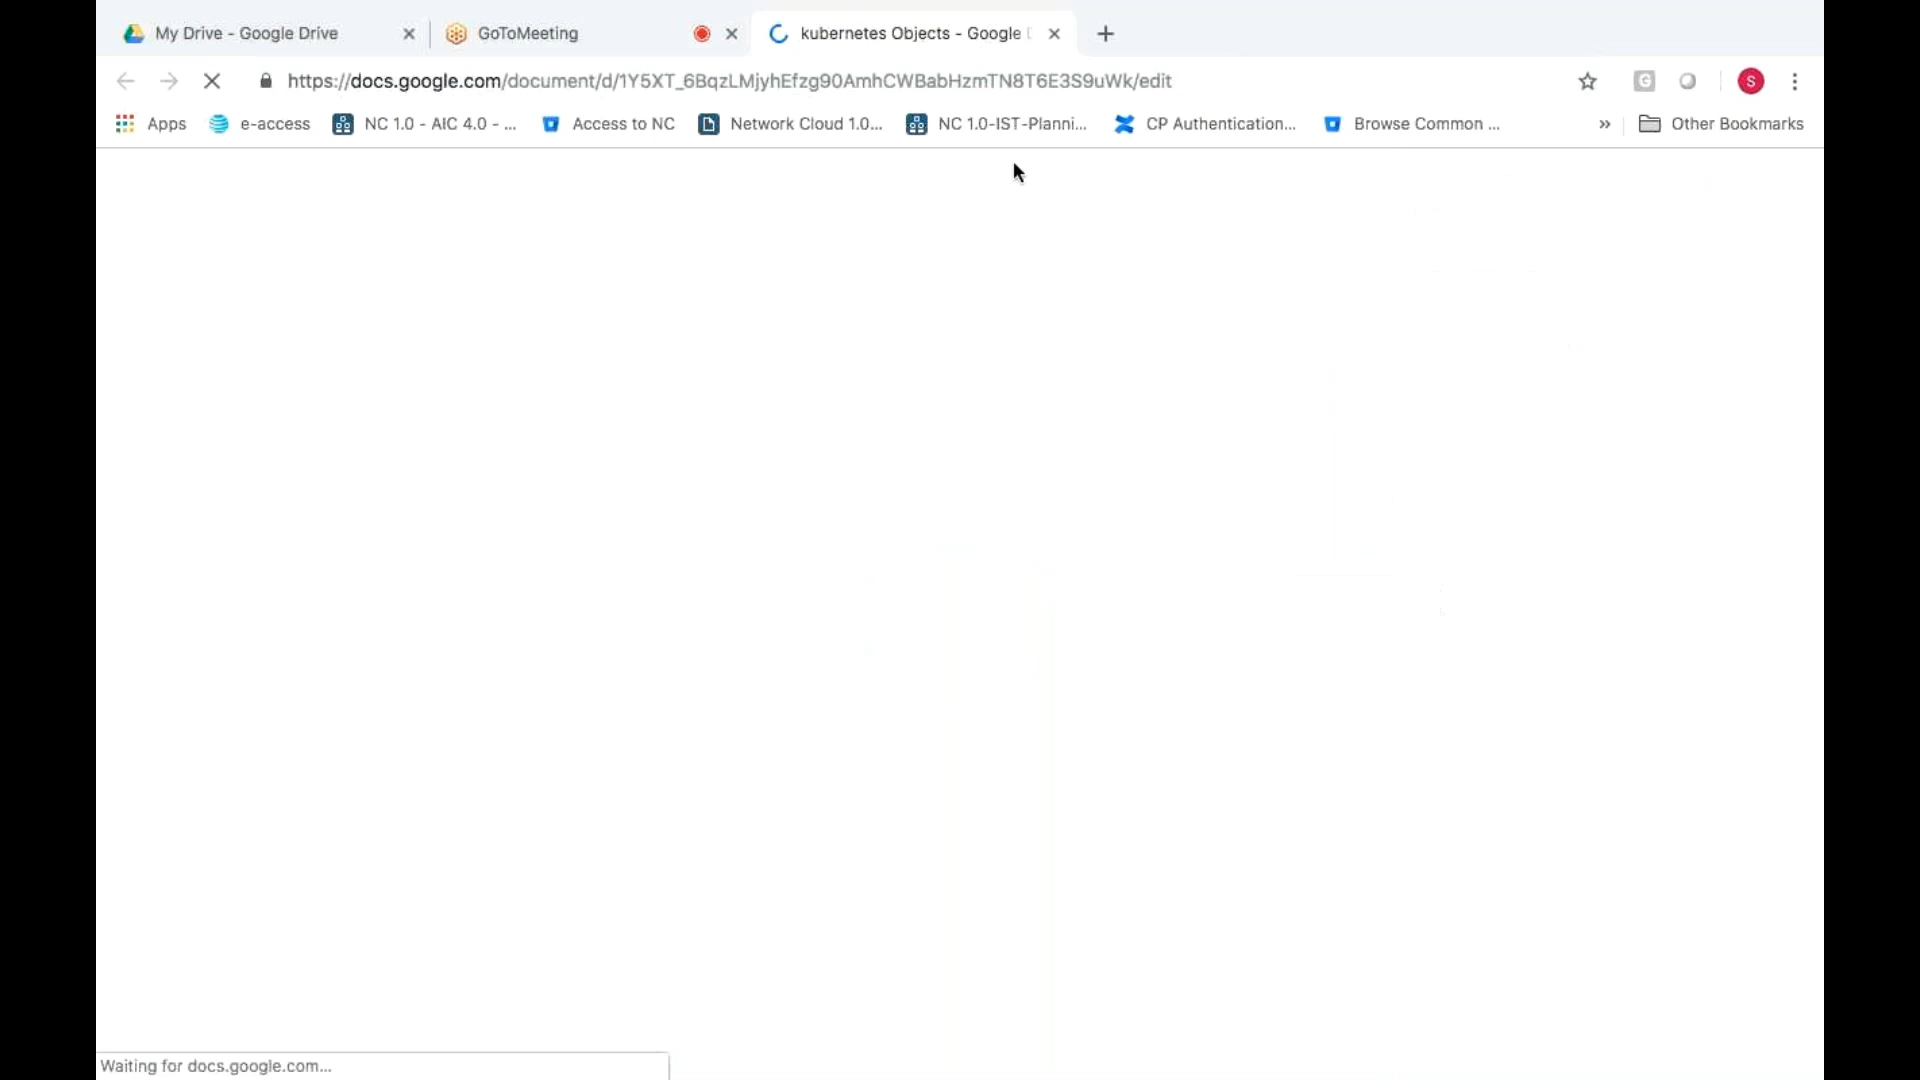 My Drive - Google Drive
GoToMeeting
kubernetes Objects - Google
https://docs.google.com/document/d/1Y5XT_6BqzLMjyhEfzg90AmhCWBabHzmTN8T6E3S9uWk/edit
G
S
Apps
e-access
NC 1.0 - AIC 4.0 - ...
Access to NC
Network Cloud 1.0...
NC 1.0-IST-Planni...
CP Authentication...
Browse Common ...
»
Other Bookmarks
Waiting for docs.google.com...